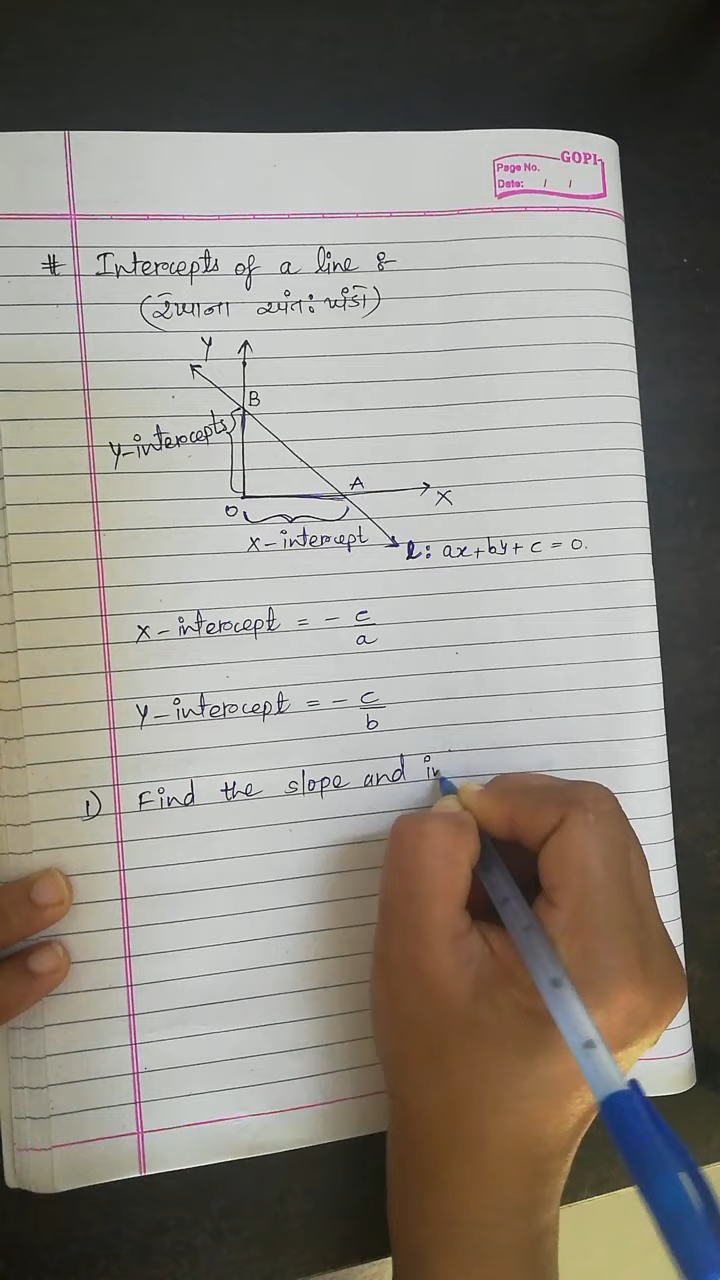 GOPI
Page No.
Date: / /
# Intercepts of a line :-
(રેખાના અંત: ખંડો)
Y
B
Y-intercepts
A
X
O
X-intercept
l: ax+by+c=0.
X-intercept = - c/a
Y-intercept = - c/b
1) Find the slope and in